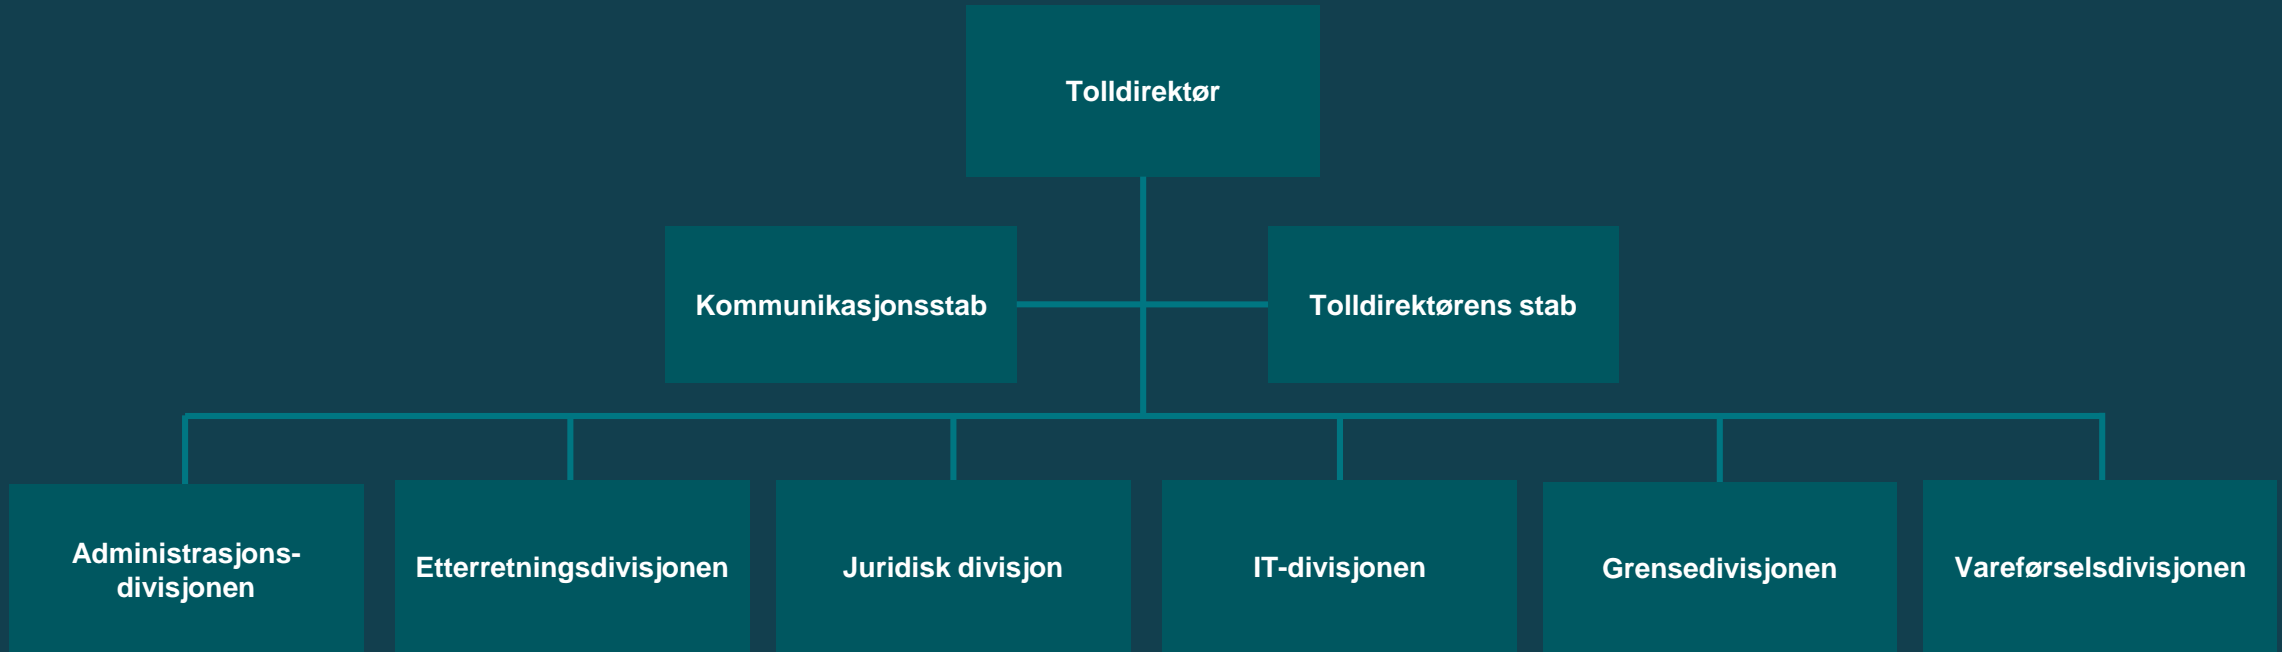 Tolldirektør
Kommunikasjonsstab
Tolldirektørens stab
Administrasjons-
divisjonen
Etterretningsdivisjonen
Juridisk divisjon
IT-divisjonen
Grensedivisjonen
Vareførselsdivisjonen